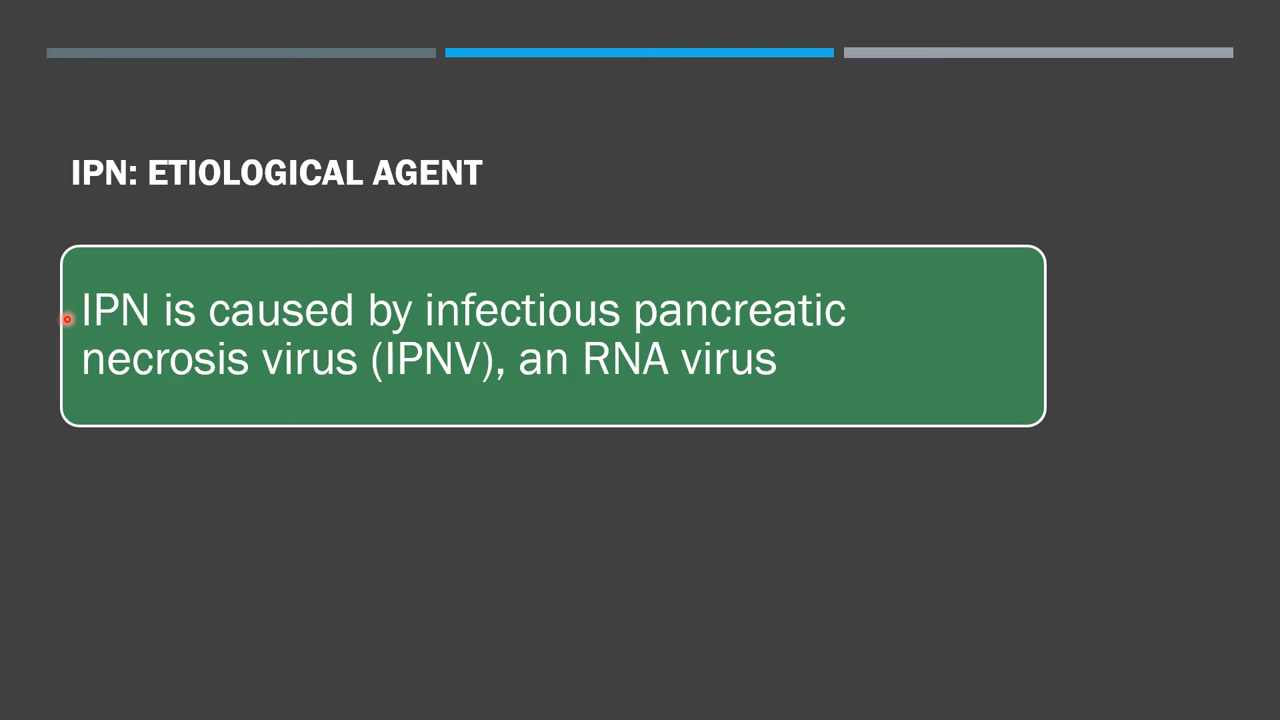 IPN: ETIOLOGICAL AGENT
IPN is caused by infectious pancreatic
necrosis virus (IPNV), an RNA virus